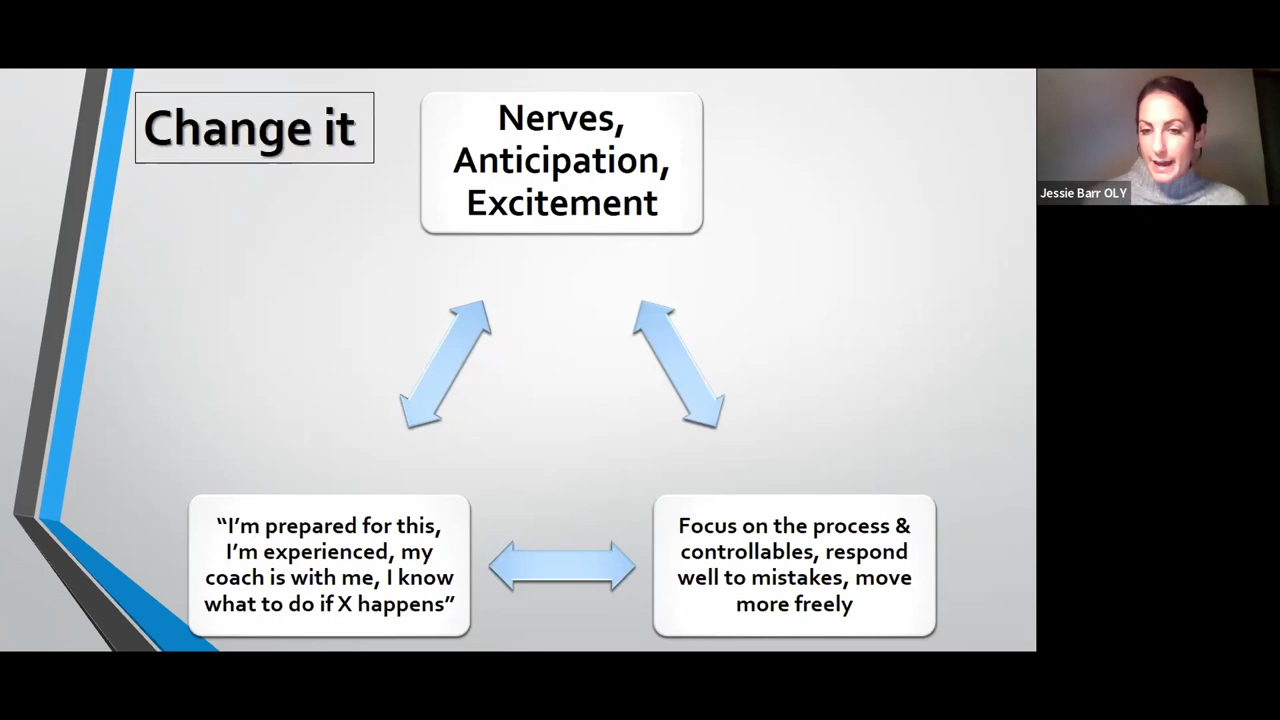 Change it
Nerves,
Anticipation,
Excitement
“I’m prepared for this,
I’m experienced, my
coach is with me, I know
what to do if X happens”
Focus on the process &
controllables, respond
well to mistakes, move
more freely
Jessie Barr OLY